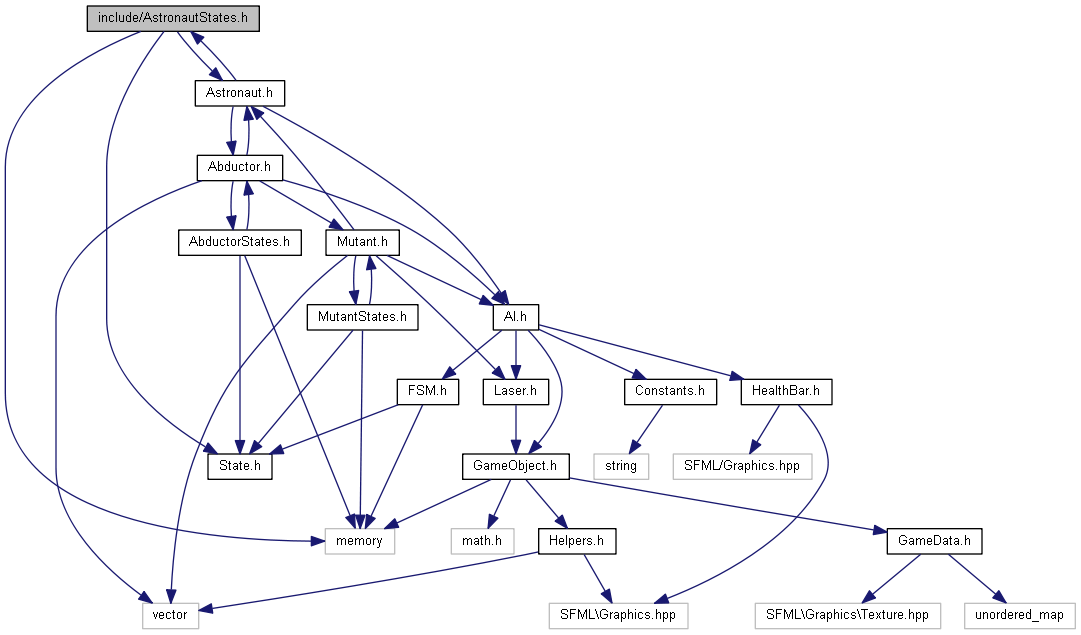 include/AstronautStates.h
Astronaut.h
Abductor.h
AbductorStates.h
Mutant.h
MutantStates.h
AI.h
FSM.h
Laser.h
Constants.h
HealthBar.h
State.h
GameObject.h
string
SFML/Graphics.hpp
memory
math.h
Helpers.h
GameData.h
vector
SFML\Graphics.hpp
SFML\Graphics\Texture.hpp
unordered_map